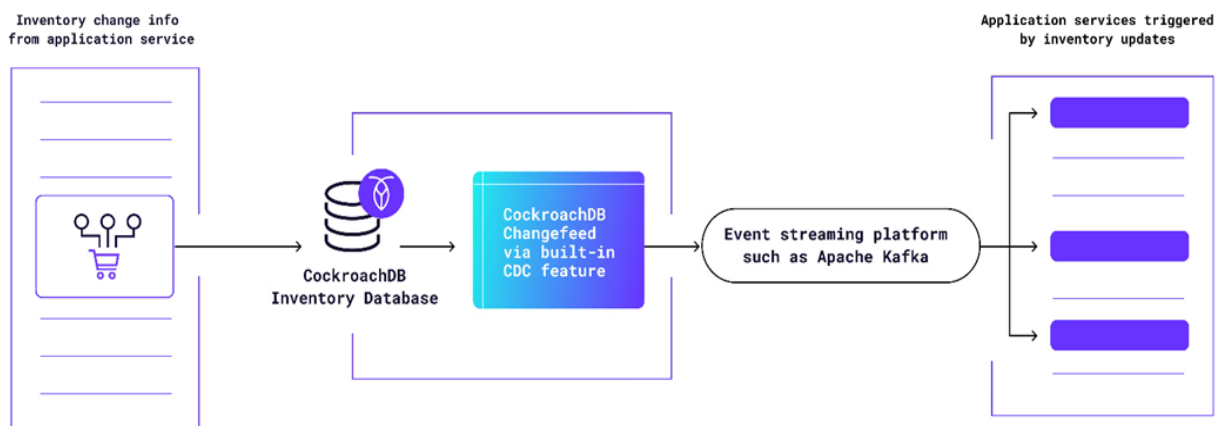 Inventory change info
from application service
Application services triggered
by inventory updates
CockroachDB
Inventory Database
CockroachDB
Changefeed
via built-in
CDC feature
Event streaming platform
such as Apache Kafka